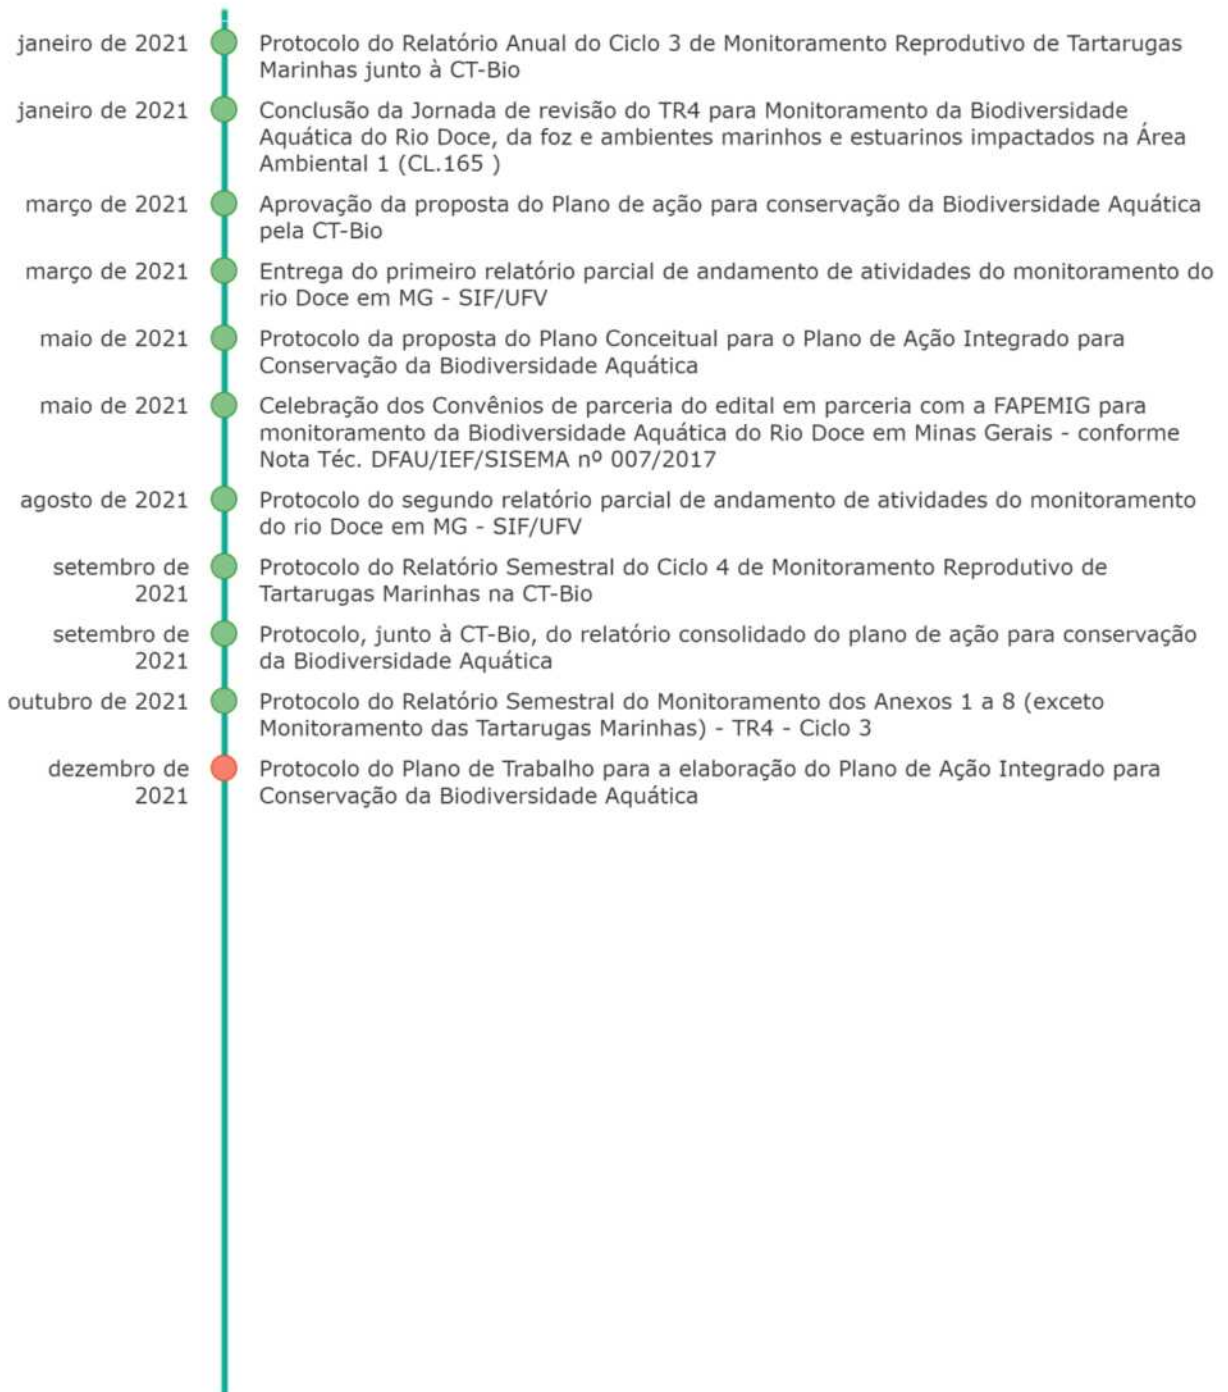 janeiro de 2021
Protocolo do Relatório Anual do Ciclo 3 de Monitoramento Reprodutivo de Tartarugas
Marinhas junto à CT-Bio
janeiro de 2021
Conclusão da Jornada de revisão do TR4 para Monitoramento da Biodiversidade
Aquática do Rio Doce, da foz e ambientes marinhos e estuarinos impactados na Área
Ambiental 1 (CL.165 )
março de 2021
Aprovação da proposta do Plano de ação para conservação da Biodiversidade Aquática
pela CT-Bio
março de 2021
Entrega do primeiro relatório parcial de andamento de atividades do monitoramento do
rio Doce em MG - SIF/UFV
maio de 2021
Protocolo da proposta do Plano Conceitual para o Plano de Ação Integrado para
Conservação da Biodiversidade Aquática
maio de 2021
Celebração dos Convênios de parceria do edital em parceria com a FAPEMIG para
monitoramento da Biodiversidade Aquática do Rio Doce em Minas Gerais - conforme
Nota Téc. DFAU/IEF/SISEMA nº 007/2017
agosto de 2021
Protocolo do segundo relatório parcial de andamento de atividades do monitoramento
do rio Doce em MG - SIF/UFV
setembro de
2021
Protocolo do Relatório Semestral do Ciclo 4 de Monitoramento Reprodutivo de
Tartarugas Marinhas na CT-Bio
setembro de
2021
Protocolo, junto à CT-Bio, do relatório consolidado do plano de ação para conservação
da Biodiversidade Aquática
outubro de 2021
Protocolo do Relatório Semestral do Monitoramento dos Anexos 1 a 8 (exceto
Monitoramento das Tartarugas Marinhas) - TR4 - Ciclo 3
dezembro de
2021
Protocolo do Plano de Trabalho para a elaboração do Plano de Ação Integrado para
Conservação da Biodiversidade Aquática